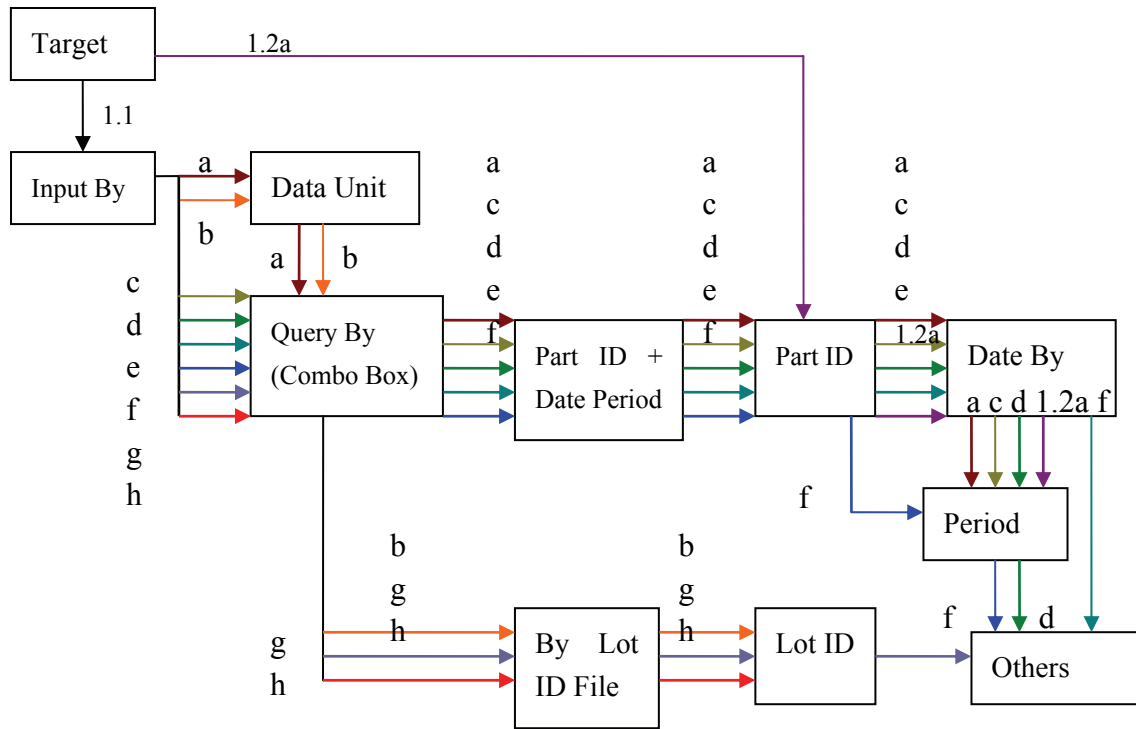 Target
1.2a
1.1
Input By
a
b
Data Unit
a
b
c
d
e
f
g
h
Query By
(Combo Box)
a
c
d
e
f
Part ID +
Date Period
a
c
d
e
f
Part ID
a
c
d
e
1.2a
Date By
a c d 1.2a f
f
Period
f
d
g
h
b
g
h
By Lot
ID File
b
g
h
Lot ID
Others